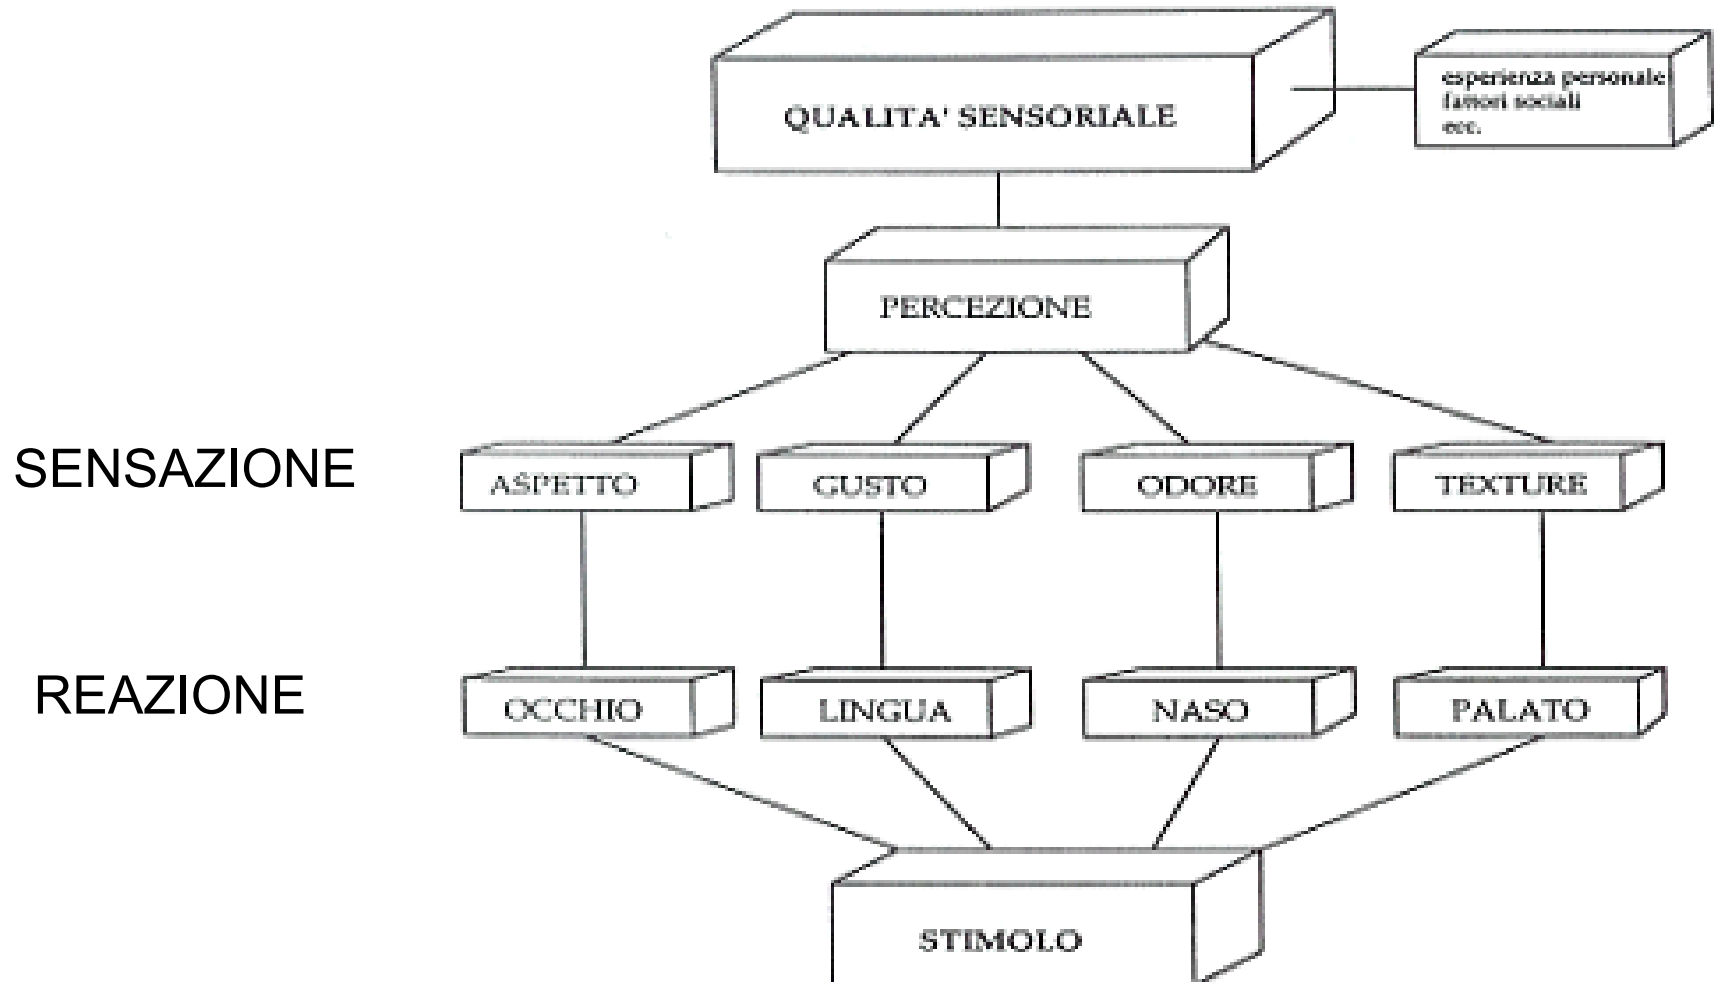 QUALITA' SENSORIALE
esperienza personale
fattori sociali
ecc.
PERCEZIONE
SENSAZIONE
ASPETTO
GUSTO
ODORE
TEXTURE
REAZIONE
OCCHIO
LINGUA
NASO
PALATO
STIMOLO